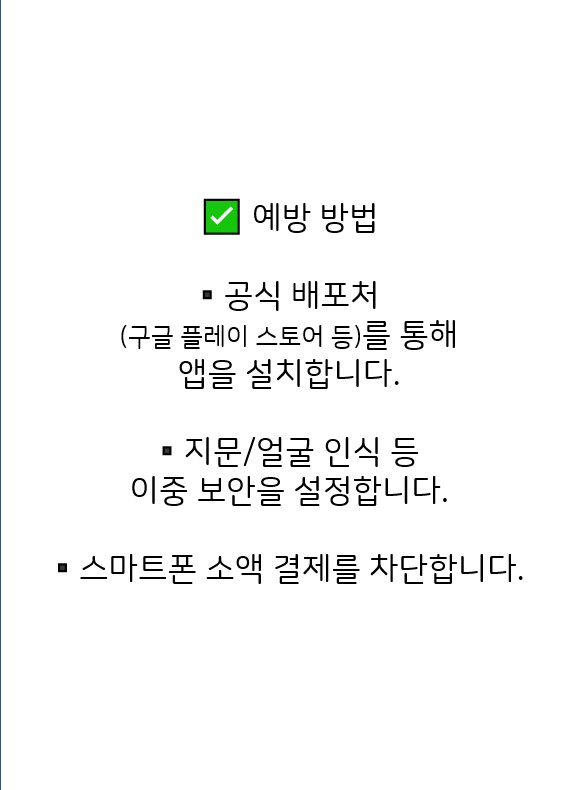 ✅ 예방 방법
▪ 공식 배포처
(구글 플레이 스토어 등)를 통해
앱을 설치합니다.
▪ 지문/얼굴 인식 등
이중 보안을 설정합니다.
▪ 스마트폰 소액 결제를 차단합니다.